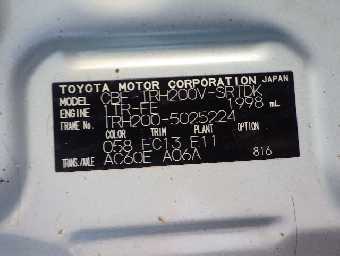 TOYOTA MOTOR CORPORATION JAPAN
MODEL CBF-TRH200V-SRTDK
ENGINE 1TR-FE 1998 mL
FRAME No. TRH200-5025224
COLOR TRIM PLANT OPTION
058 EC13 E11
TRANS./AXLE AC60E A06A 816